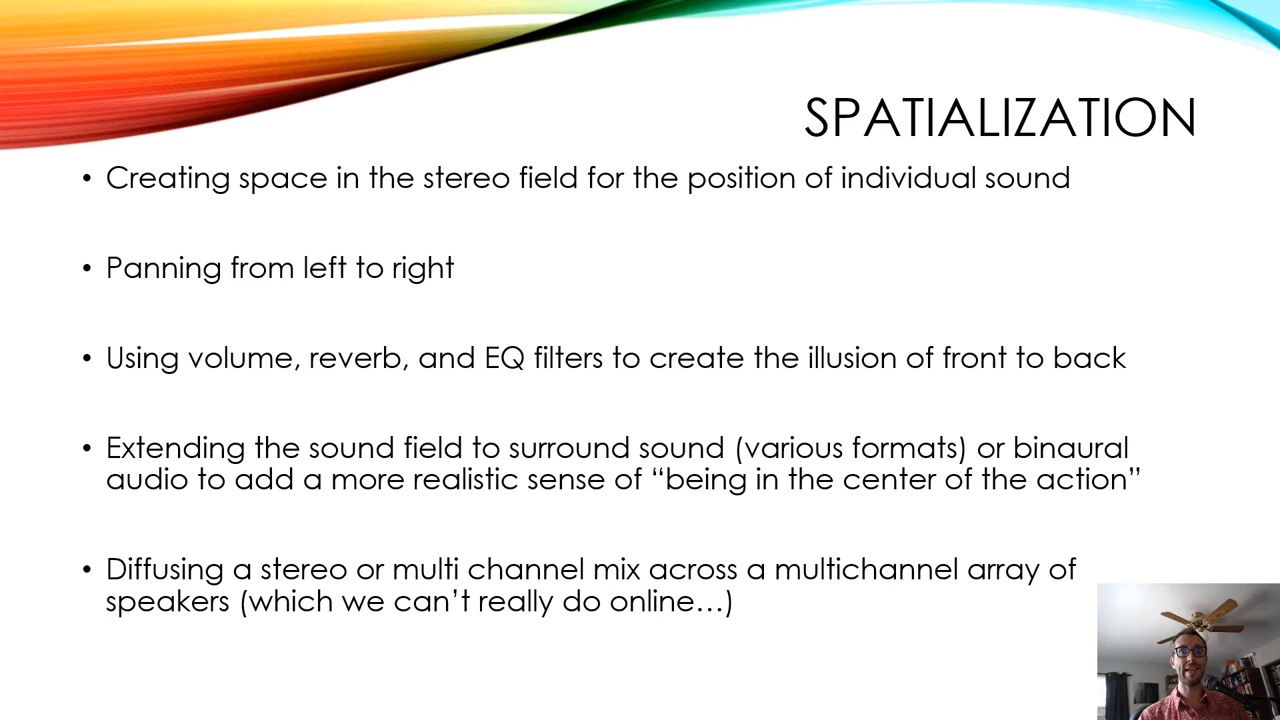 SPATIALIZATION
• Creating space in the stereo field for the position of individual sound
• Panning from left to right
• Using volume, reverb, and EQ filters to create the illusion of front to back
• Extending the sound field to surround sound (various formats) or binaural
audio to add a more realistic sense of “being in the center of the action”
• Diffusing a stereo or multi channel mix across a multichannel array of
speakers (which we can’t really do online…)